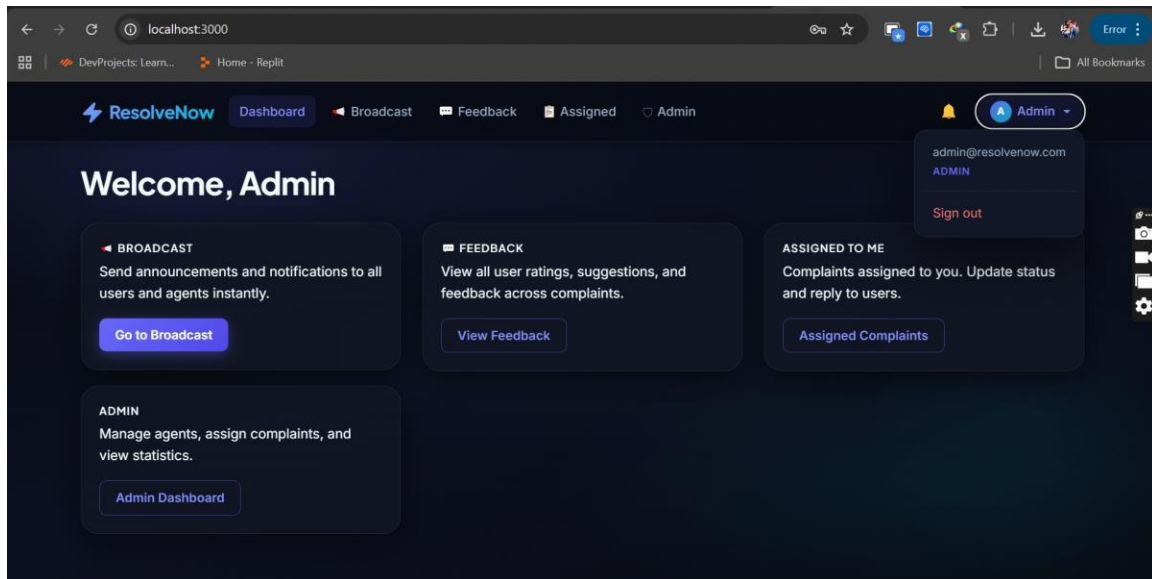 localhost:3000
Error
DevProjects: Learn...
Home - Replit
All Bookmarks
ResolveNow
Dashboard
Broadcast
Feedback
Assigned
Admin
A
Admin
admin@resolvenow.com
ADMIN
Sign out
Welcome, Admin
BROADCAST
Send announcements and notifications to all
users and agents instantly.
Go to Broadcast
FEEDBACK
View all user ratings, suggestions, and
feedback across complaints.
View Feedback
ASSIGNED TO ME
Complaints assigned to you. Update status
and reply to users.
Assigned Complaints
ADMIN
Manage agents, assign complaints, and
view statistics.
Admin Dashboard